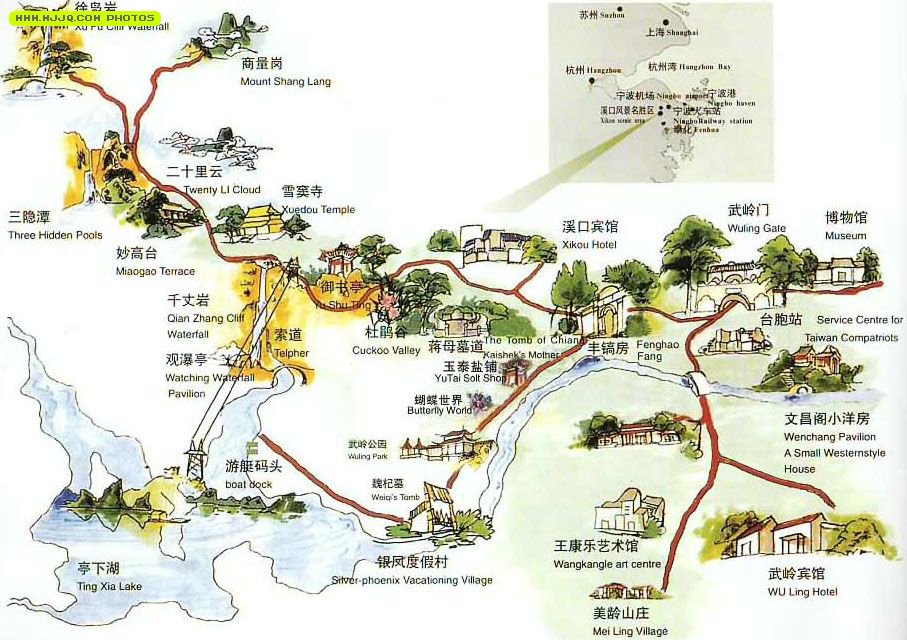 WWW.HJJQ.COM PHOTOS
徐凫岩
Xu Fu Cliff Waterfall
商量岗
Mount Shang Lang
苏州 Suzhou
上海 Shanghai
杭州 Hangzhou
杭州湾 Hangzhou Bay
宁波机场 Ningbo airport
宁波港
Ningbo haven
溪口风景名胜区
Xikou scenic area
宁波火车站
NingboRailway station
奉化 Fenhua
二十里云
Twenty LI Cloud
雪窦寺
Xuedou Temple
三隐潭
Three Hidden Pools
妙高台
Miaogao Terrace
溪口宾馆
Xikou Hotel
武岭门
Wuling Gate
博物馆
Museum
御书亭
Yu Shu Ting
千丈岩
Qian Zhang Cliff
Waterfall
索道
Telpher
杜鹃谷
Cuckoo Valley
蒋母墓道
The Tomb of Chiang
Kaishek's Mother
丰镐房
Fenghao
Fang
台胞站
Service Centre for
Taiwan Compatriots
观瀑亭
Watching Waterfall
Pavilion
玉泰盐铺
YuTai Solt Shop
蝴蝶世界
Butterfly World
武岭公园
Wuling Park
文昌阁小洋房
Wenchang Pavilion
A Small Westernstyle
House
游艇码头
boat dock
魏杞墓
Weiqi's Tomb
亭下湖
Ting Xia Lake
银凤度假村
Silver-phoenix Vacationing Village
王康乐艺术馆
Wangkangle art centre
武岭宾馆
WU Ling Hotel
美龄山庄
Mei Ling Village